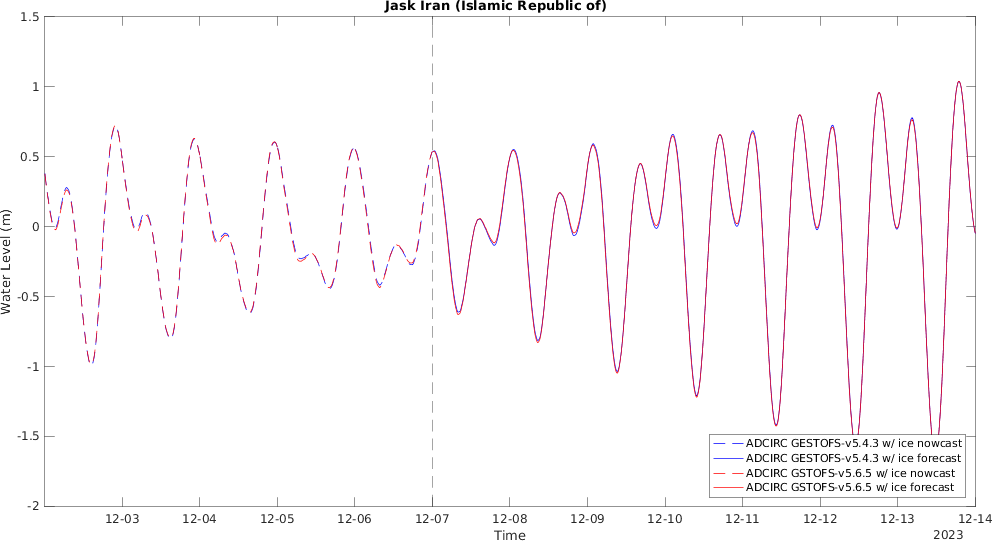 Jask Iran (Islamic Republic of)
1.5
1
0.5
0
-0.5
-1
-1.5
-2
Water Level (m)
ADCIRC GESTOFS-v5.4.3 w/ ice nowcast
ADCIRC GESTOFS-v5.4.3 w/ ice forecast
ADCIRC GSTOFS-v5.6.5 w/ ice nowcast
ADCIRC GSTOFS-v5.6.5 w/ ice forecast
12-03 12-04 12-05 12-06 12-07 12-08 12-09 12-10 12-11 12-12 12-13 12-14
Time
2023